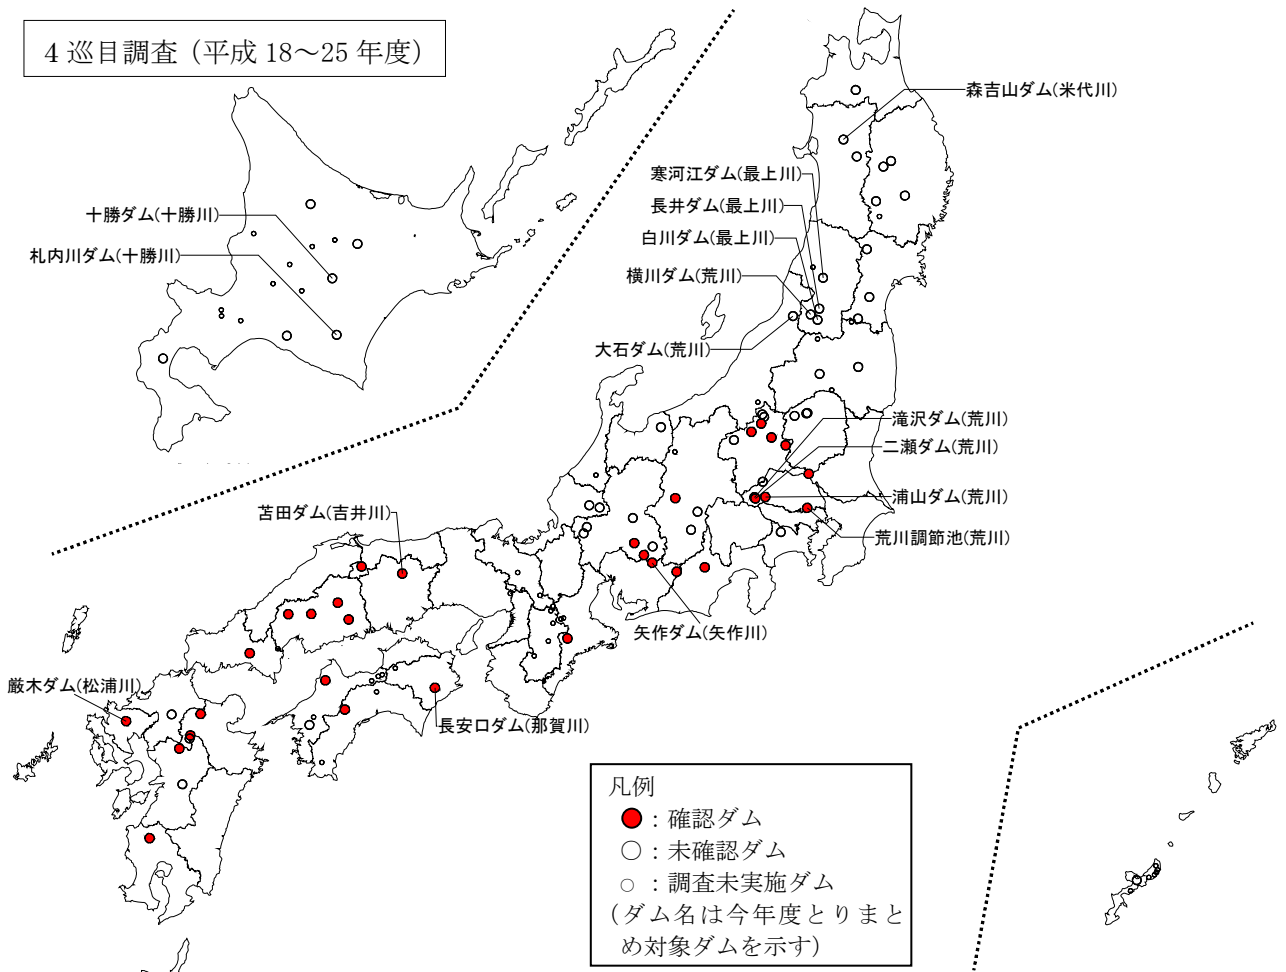 4巡目調査(平成18～25年度)
森吉山ダム(米代川)
寒河江ダム(最上川)
長井ダム(最上川)
白川ダム(最上川)
横川ダム(荒川)
大石ダム(荒川)
十勝ダム(十勝川)
札内川ダム(十勝川)
滝沢ダム(荒川)
二瀬ダム(荒川)
浦山ダム(荒川)
荒川調節池(荒川)
苫田ダム(吉井川)
矢作ダム(矢作川)
厳木ダム(松浦川)
長安口ダム(那賀川)
凡例
：確認ダム
：未確認ダム
：調査未実施ダム
(ダム名は今年度とりまと
め対象ダムを示す)